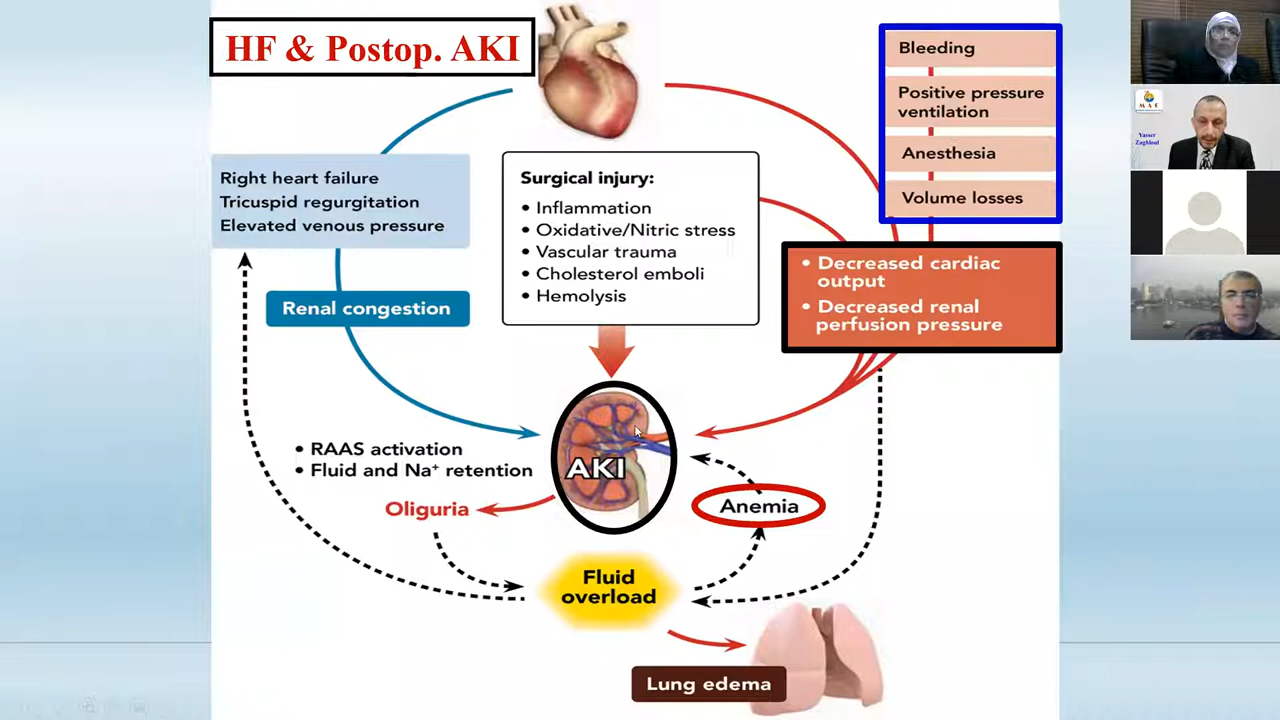 HF & Postop. AKI
Bleeding
Positive pressure
ventilation
Anesthesia
Volume losses
Right heart failure
Tricuspid regurgitation
Elevated venous pressure
Surgical injury:
• Inflammation
• Oxidative/Nitric stress
• Vascular trauma
• Cholesterol emboli
• Hemolysis
• Decreased cardiac
output
• Decreased renal
perfusion pressure
Renal congestion
• RAAS activation
• Fluid and Na⁺ retention
AKI
Oliguria
Anemia
Fluid
overload
Lung edema
M A C
Yasser
Zaghloul